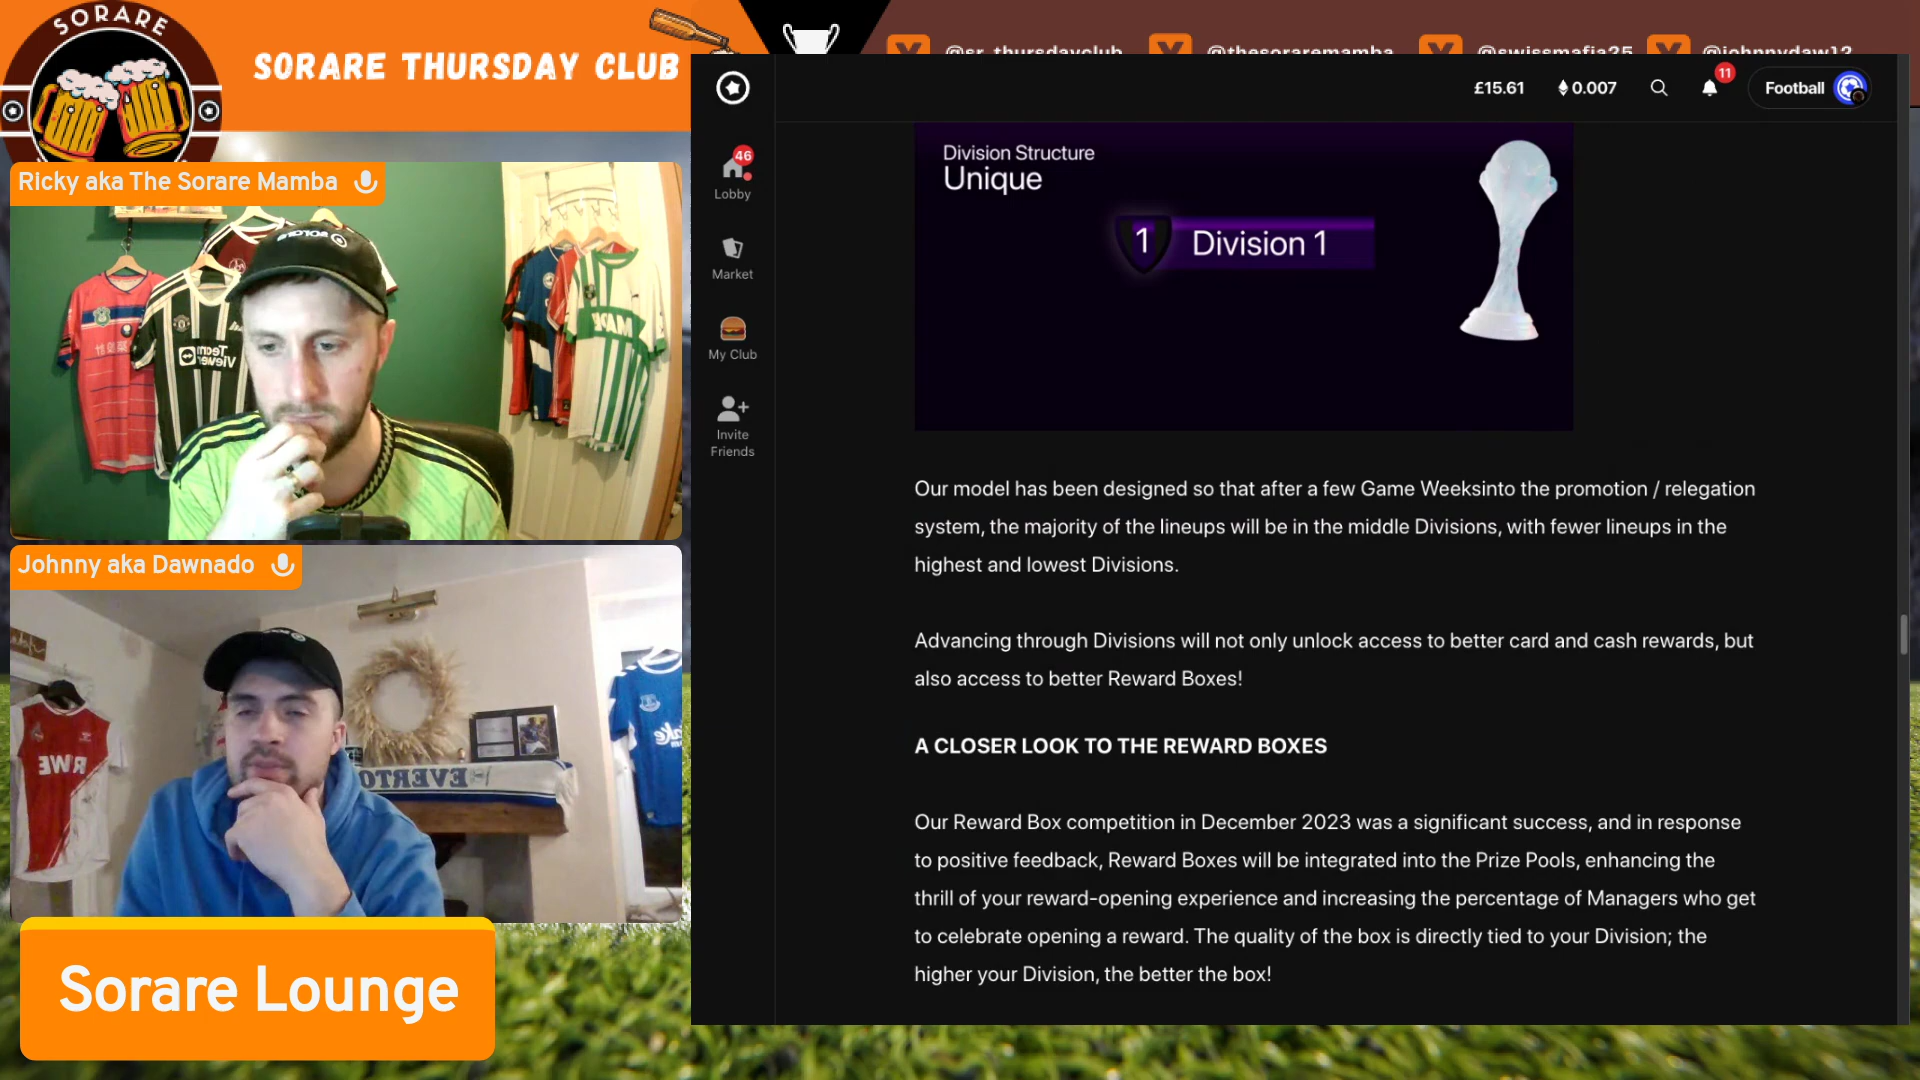 SORARE
SORARE THURSDAY CLUB
@sr_thursdayclub
@thesoraremamba
@swissmafia25
@johnnydaw12
£15.61
0.007
11
Football
Ricky aka The Sorare Mamba
46
Lobby
Market
My Club
Invite
Friends
Division Structure
Unique
1
Division 1
Team
Viewer
Johnny aka Dawnado
RWE
EVERTON
Our model has been designed so that after a few Game Weeksinto the promotion / relegation
system, the majority of the lineups will be in the middle Divisions, with fewer lineups in the
highest and lowest Divisions.
Advancing through Divisions will not only unlock access to better card and cash rewards, but
also access to better Reward Boxes!
A CLOSER LOOK TO THE REWARD BOXES
Our Reward Box competition in December 2023 was a significant success, and in response
to positive feedback, Reward Boxes will be integrated into the Prize Pools, enhancing the
thrill of your reward-opening experience and increasing the percentage of Managers who get
to celebrate opening a reward. The quality of the box is directly tied to your Division; the
higher your Division, the better the box!
Sorare Lounge